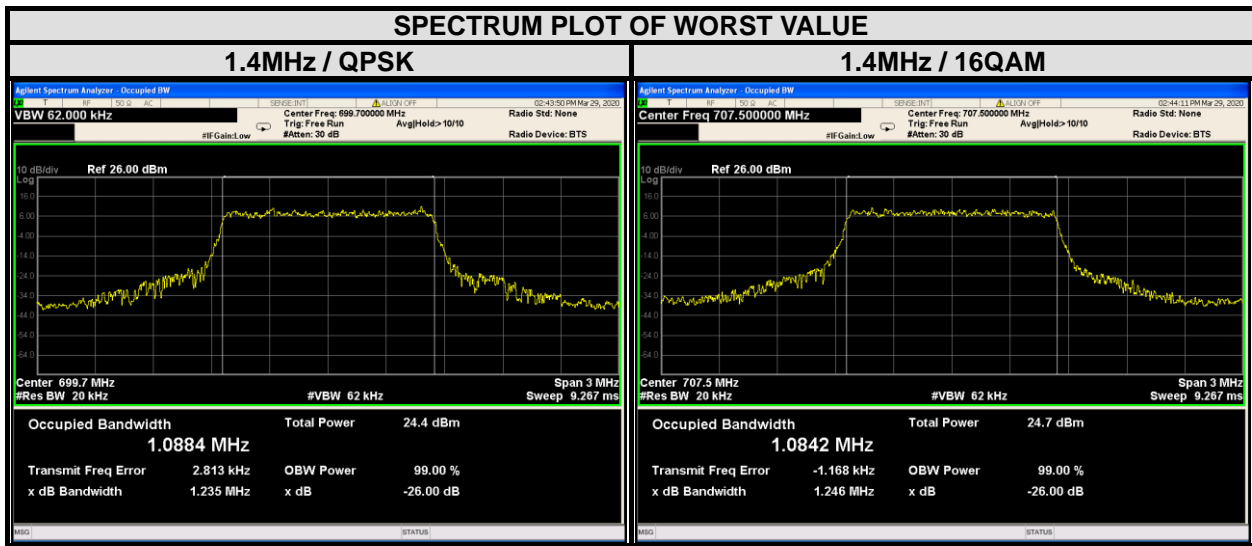 SPECTRUM PLOT OF WORST VALUE
1.4MHz / QPSK
Agilent Spectrum Analyzer - Occupied BW
T RF 50 Ω AC SENSE:INT ALIGN OFF 02:43:50 PM Mar 29, 2020
VBW 62.000 kHz Center Freq: 699.700000 MHz Radio Std: None
Trig: Free Run Avg|Hold:> 10/10
#IFGain:Low #Atten: 30 dB Radio Device: BTS
10 dB/div Ref 26.00 dBm
Log
16.0
6.00
-4.00
-14.0
-24.0
-34.0
-44.0
-54.0
-64.0
Center 699.7 MHz Span 3 MHz
#Res BW 20 kHz #VBW 62 kHz Sweep 9.267 ms
Occupied Bandwidth Total Power 24.4 dBm
1.0884 MHz
Transmit Freq Error 2.813 kHz OBW Power 99.00 %
x dB Bandwidth 1.235 MHz x dB -26.00 dB
MSG STATUS
1.4MHz / 16QAM
Agilent Spectrum Analyzer - Occupied BW
T RF 50 Ω AC SENSE:INT ALIGN OFF 02:44:11 PM Mar 29, 2020
Center Freq 707.500000 MHz Center Freq: 707.500000 MHz Radio Std: None
Trig: Free Run Avg|Hold:> 10/10
#IFGain:Low #Atten: 30 dB Radio Device: BTS
10 dB/div Ref 26.00 dBm
Log
16.0
6.00
-4.00
-14.0
-24.0
-34.0
-44.0
-54.0
-64.0
Center 707.5 MHz Span 3 MHz
#Res BW 20 kHz #VBW 62 kHz Sweep 9.267 ms
Occupied Bandwidth Total Power 24.7 dBm
1.0842 MHz
Transmit Freq Error -1.168 kHz OBW Power 99.00 %
x dB Bandwidth 1.246 MHz x dB -26.00 dB
MSG STATUS